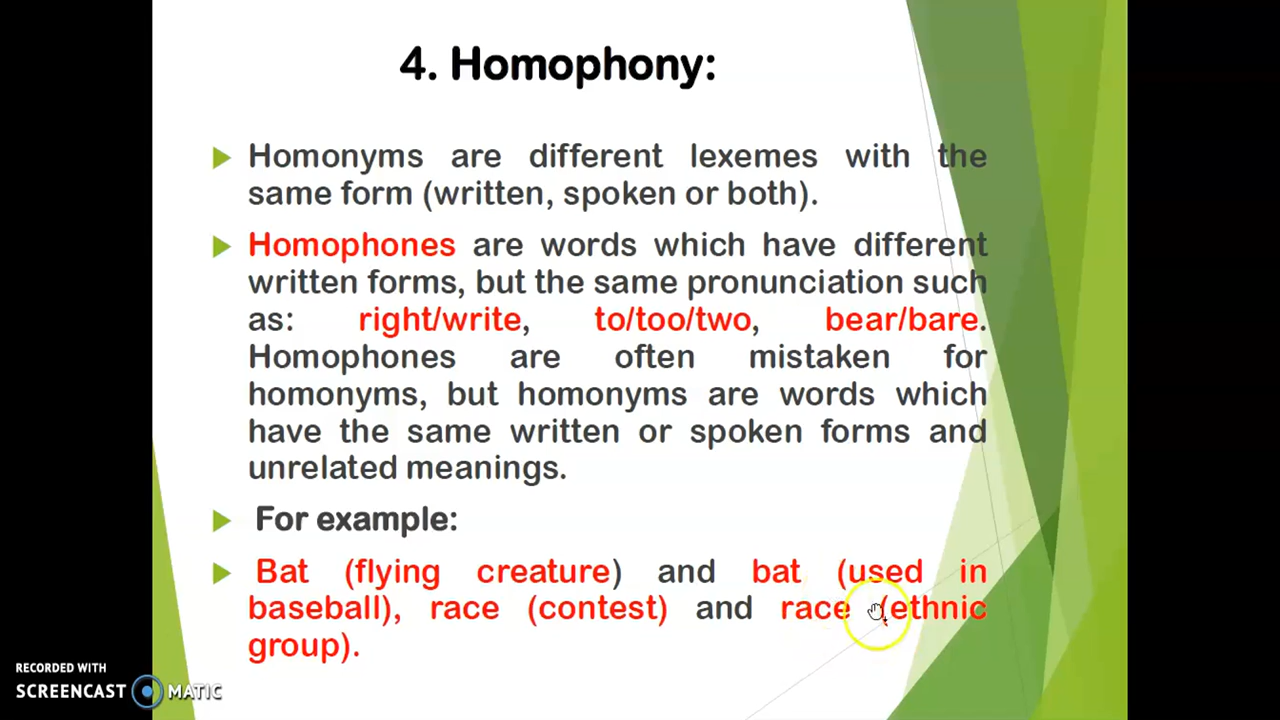 4. Homophony:
Homonyms are different lexemes with the
same form (written, spoken or both).
Homophones are words which have different
written forms, but the same pronunciation such
as: right/write, to/too/two, bear/bare.
Homophones are often mistaken for
homonyms, but homonyms are words which
have the same written or spoken forms and
unrelated meanings.
For example:
Bat (flying creature) and bat (used in
baseball), race (contest) and race (ethnic
group).
RECORDED WITH
SCREENCAST MATIC